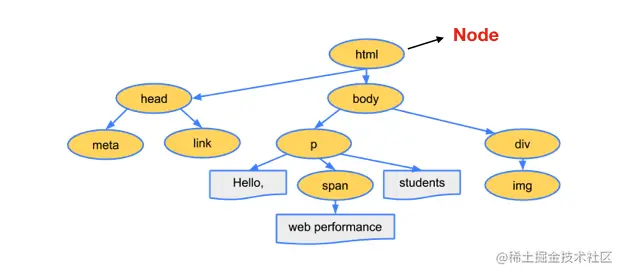 Node
html
head
body
meta
link
p
div
Hello,
span
students
img
web performance
@稀土掘金技术社区